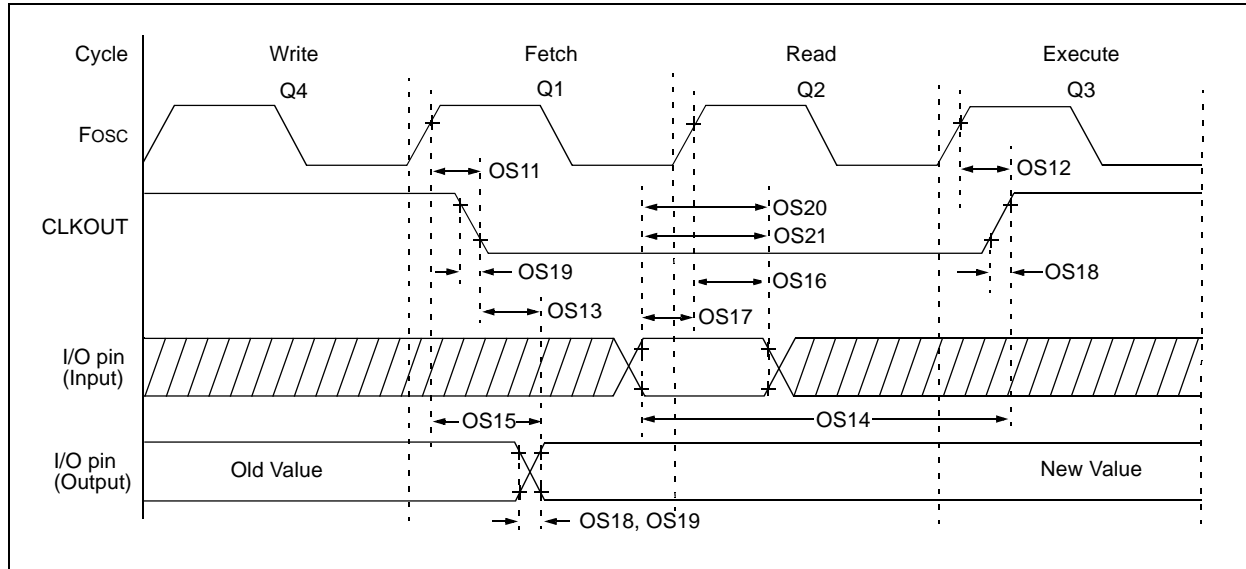 Cycle Write Fetch Read Execute
Q4 Q1 Q2 Q3
FOSC
OS11 OS12
OS20
CLKOUT
OS21
OS19 OS18
OS16
OS13 OS17
I/O pin
(Input)
OS15 OS14
I/O pin
(Output)
Old Value New Value
OS18, OS19